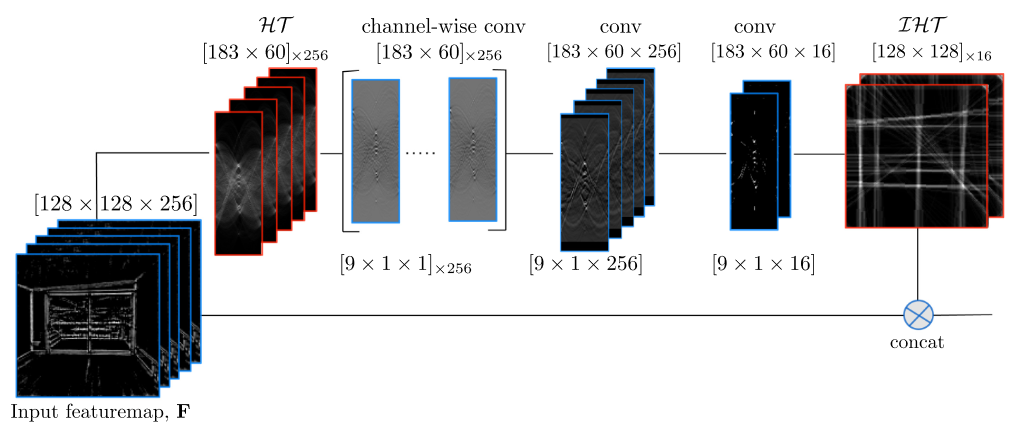 ℋ𝒯
[183 × 60]×256
channel-wise conv
[183 × 60]×256
conv
[183 × 60 × 256]
conv
[183 × 60 × 16]
ℐℋ𝒯
[128 × 128]×16
[128 × 128 × 256]
[9 × 1 × 1]×256
[9 × 1 × 256]
[9 × 1 × 16]
concat
Input featuremap, F